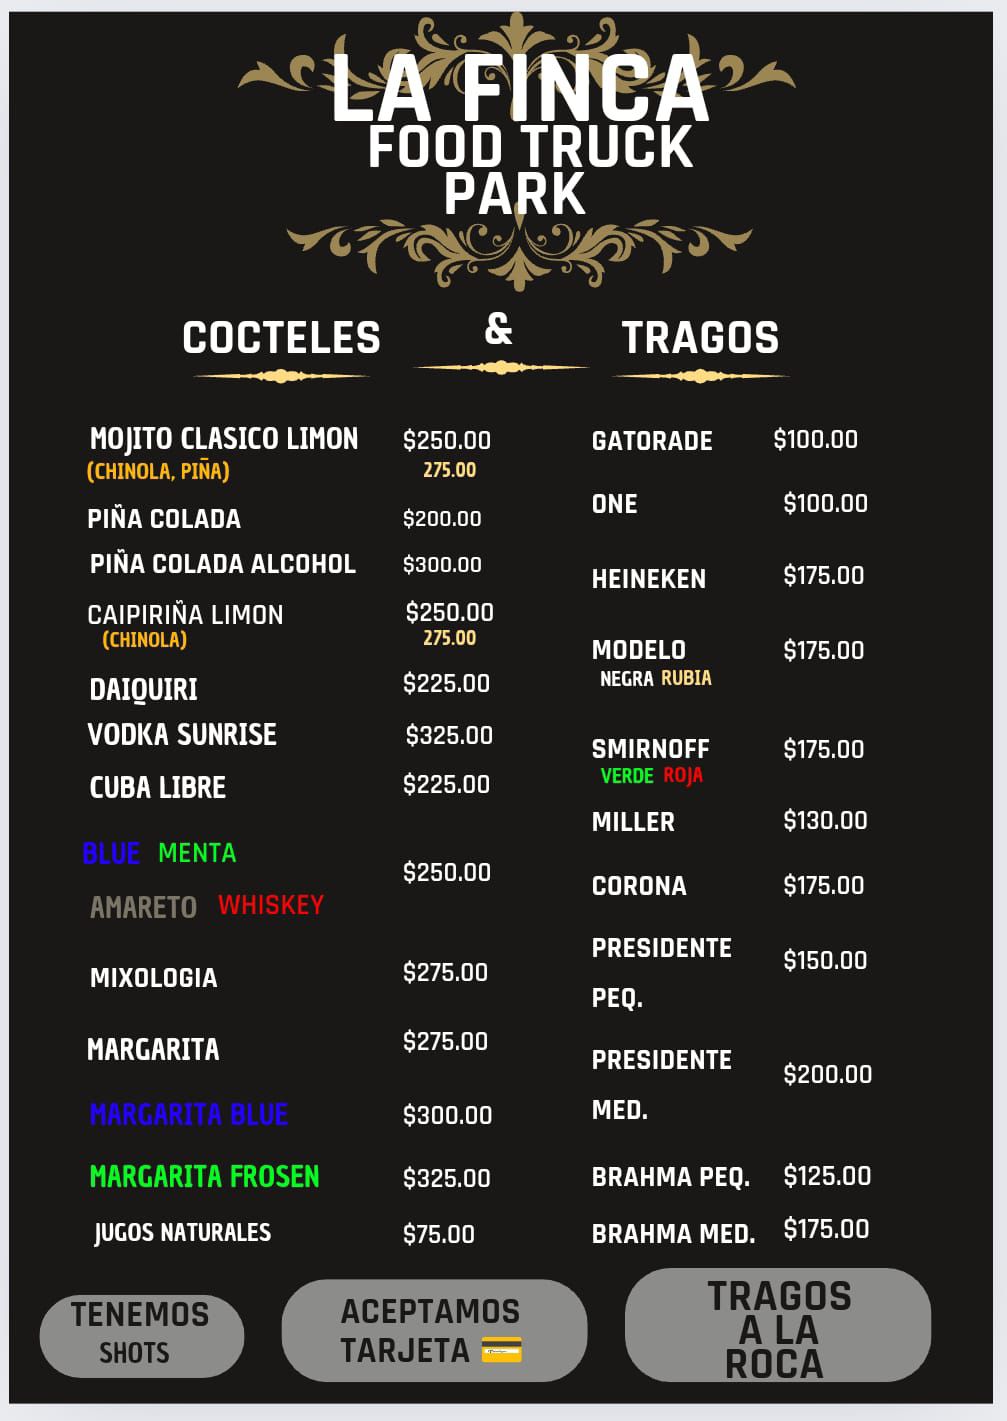 LA FINCA
FOOD TRUCK
PARK
COCTELES & TRAGOS
MOJITO CLASICO LIMON $250.00
(CHINOLA, PIÑA) 275.00
PIÑA COLADA $200.00
PIÑA COLADA ALCOHOL $300.00
CAIPIRIÑA LIMON $250.00
(CHINOLA) 275.00
DAIQUIRI $225.00
VODKA SUNRISE $325.00
CUBA LIBRE $225.00
BLUE MENTA
$250.00
AMARETO WHISKEY
MIXOLOGIA $275.00
MARGARITA $275.00
MARGARITA BLUE $300.00
MARGARITA FROSEN $325.00
JUGOS NATURALES $75.00
GATORADE $100.00
ONE $100.00
HEINEKEN $175.00
MODELO $175.00
NEGRA RUBIA
SMIRNOFF $175.00
VERDE ROJA
MILLER $130.00
CORONA $175.00
PRESIDENTE $150.00
PEQ.
PRESIDENTE $200.00
MED.
BRAHMA PEQ. $125.00
BRAHMA MED. $175.00
TENEMOS
SHOTS
ACEPTAMOS
TARJETA 💳
TRAGOS
A LA
ROCA